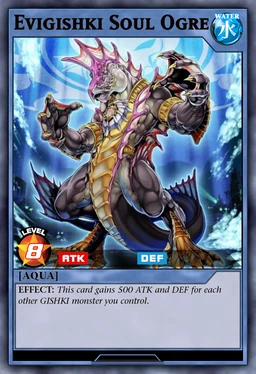 Evigishki Soul Ogre
WATER
水
LEVEL
8
ATK
DEF
[AQUA]
EFFECT: This card gains 500 ATK and DEF for each
other GISHKI monster you control.